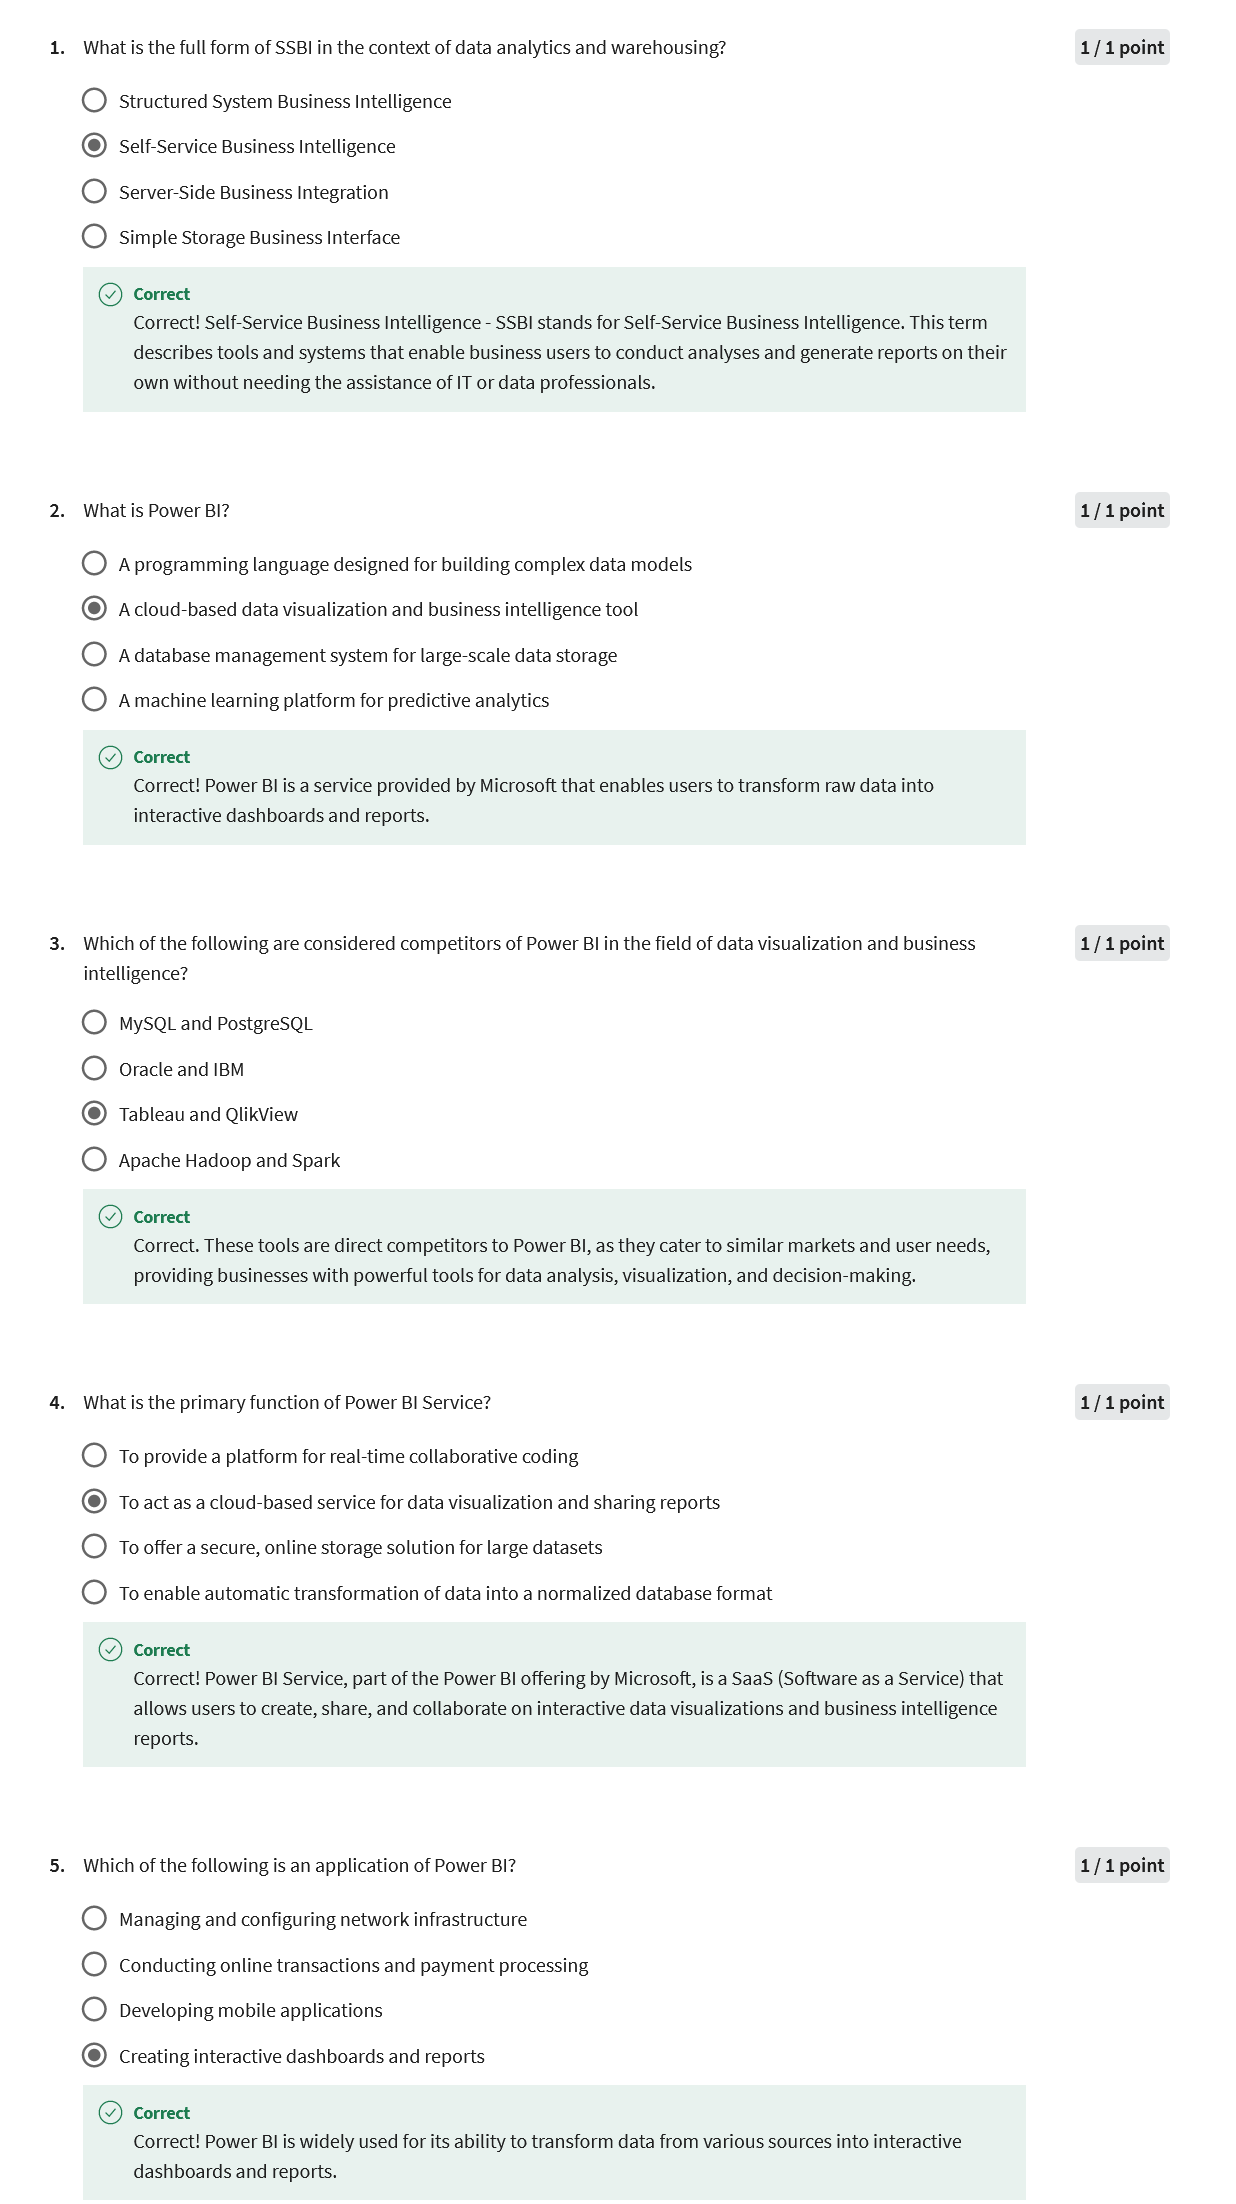 1. What is the full form of SSBI in the context of data analytics and warehousing? 1 / 1 point
Structured System Business Intelligence
Self-Service Business Intelligence
Server-Side Business Integration
Simple Storage Business Interface
Correct
Correct! Self-Service Business Intelligence - SSBI stands for Self-Service Business Intelligence. This term
describes tools and systems that enable business users to conduct analyses and generate reports on their
own without needing the assistance of IT or data professionals.
2. What is Power BI? 1 / 1 point
A programming language designed for building complex data models
A cloud-based data visualization and business intelligence tool
A database management system for large-scale data storage
A machine learning platform for predictive analytics
Correct
Correct! Power BI is a service provided by Microsoft that enables users to transform raw data into
interactive dashboards and reports.
3. Which of the following are considered competitors of Power BI in the field of data visualization and business 1 / 1 point
intelligence?
MySQL and PostgreSQL
Oracle and IBM
Tableau and QlikView
Apache Hadoop and Spark
Correct
Correct. These tools are direct competitors to Power BI, as they cater to similar markets and user needs,
providing businesses with powerful tools for data analysis, visualization, and decision-making.
4. What is the primary function of Power BI Service? 1 / 1 point
To provide a platform for real-time collaborative coding
To act as a cloud-based service for data visualization and sharing reports
To offer a secure, online storage solution for large datasets
To enable automatic transformation of data into a normalized database format
Correct
Correct! Power BI Service, part of the Power BI offering by Microsoft, is a SaaS (Software as a Service) that
allows users to create, share, and collaborate on interactive data visualizations and business intelligence
reports.
5. Which of the following is an application of Power BI? 1 / 1 point
Managing and configuring network infrastructure
Conducting online transactions and payment processing
Developing mobile applications
Creating interactive dashboards and reports
Correct
Correct! Power BI is widely used for its ability to transform data from various sources into interactive
dashboards and reports.